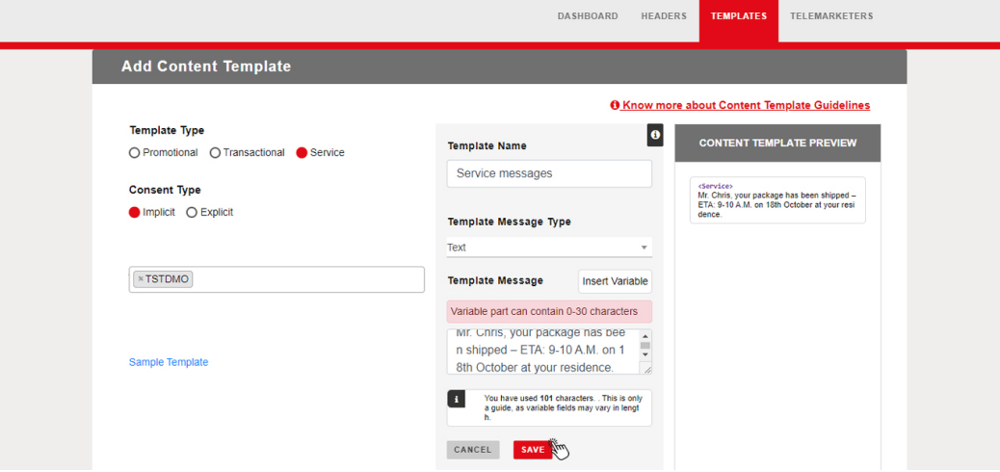 DASHBOARD HEADERS TEMPLATES TELEMARKETERS
Add Content Template
Know more about Content Template Guidelines
Template Type
Promotional Transactional Service
Consent Type
Implicit Explicit
× TSTDMO
Sample Template
Template Name
Service messages
Template Message Type
Text
Template Message Insert Variable
Variable part can contain 0-30 characters
Mr. Chris, your package has bee
n shipped – ETA: 9-10 A.M. on 1
8th October at your residence.
You have used 101 characters. . This is only
a guide, as variable fields may vary in lengt
h.
CANCEL SAVE
CONTENT TEMPLATE PREVIEW
<Service>
Mr. Chris, your package has been shipped –
ETA: 9-10 A.M. on 18th October at your resi
dence.